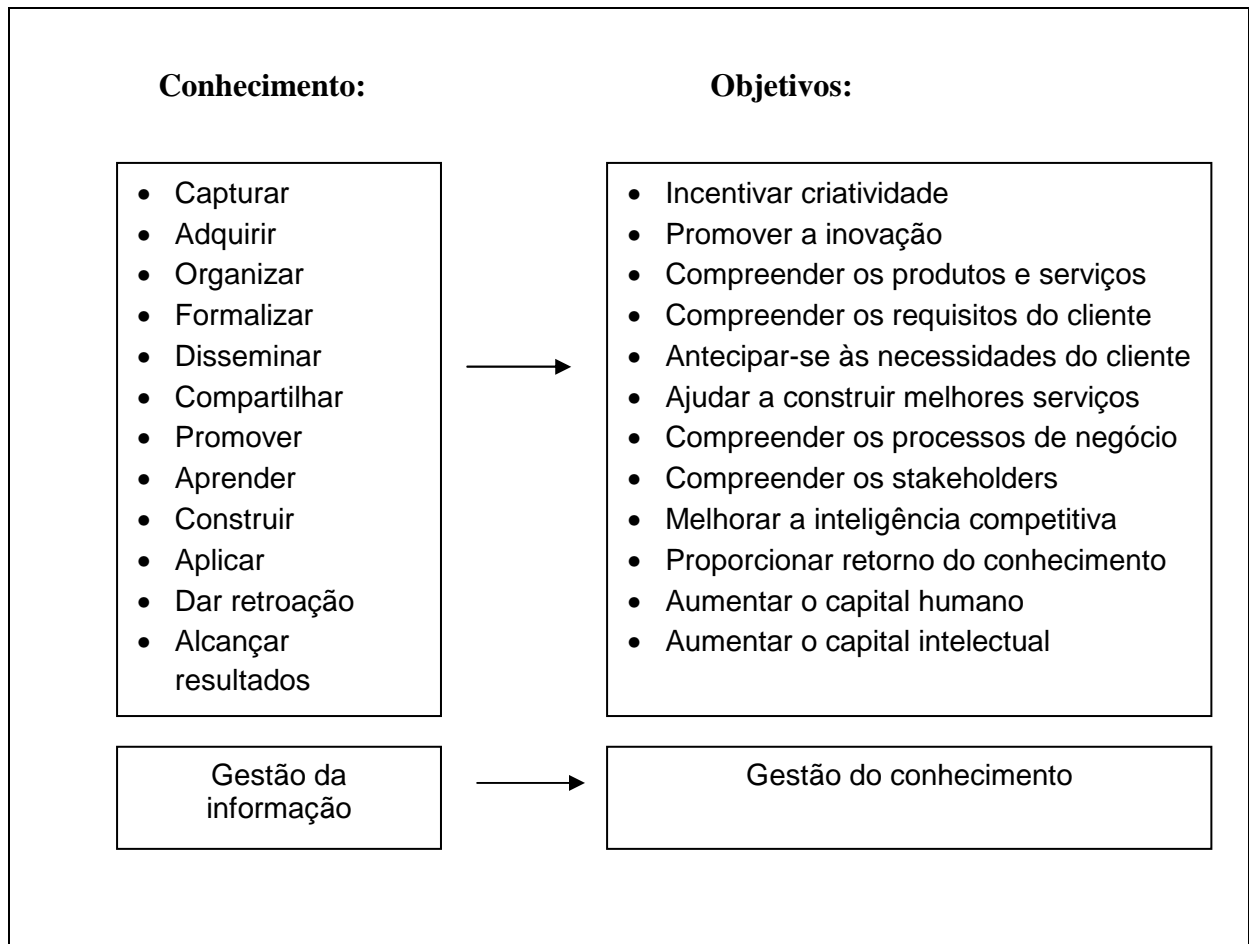 Conhecimento:
Objetivos:
• Capturar
• Adquirir
• Organizar
• Formalizar
• Disseminar
• Compartilhar
• Promover
• Aprender
• Construir
• Aplicar
• Dar retroação
• Alcançar
resultados
• Incentivar criatividade
• Promover a inovação
• Compreender os produtos e serviços
• Compreender os requisitos do cliente
• Antecipar-se às necessidades do cliente
• Ajudar a construir melhores serviços
• Compreender os processos de negócio
• Compreender os stakeholders
• Melhorar a inteligência competitiva
• Proporcionar retorno do conhecimento
• Aumentar o capital humano
• Aumentar o capital intelectual
Gestão da
informação
Gestão do conhecimento